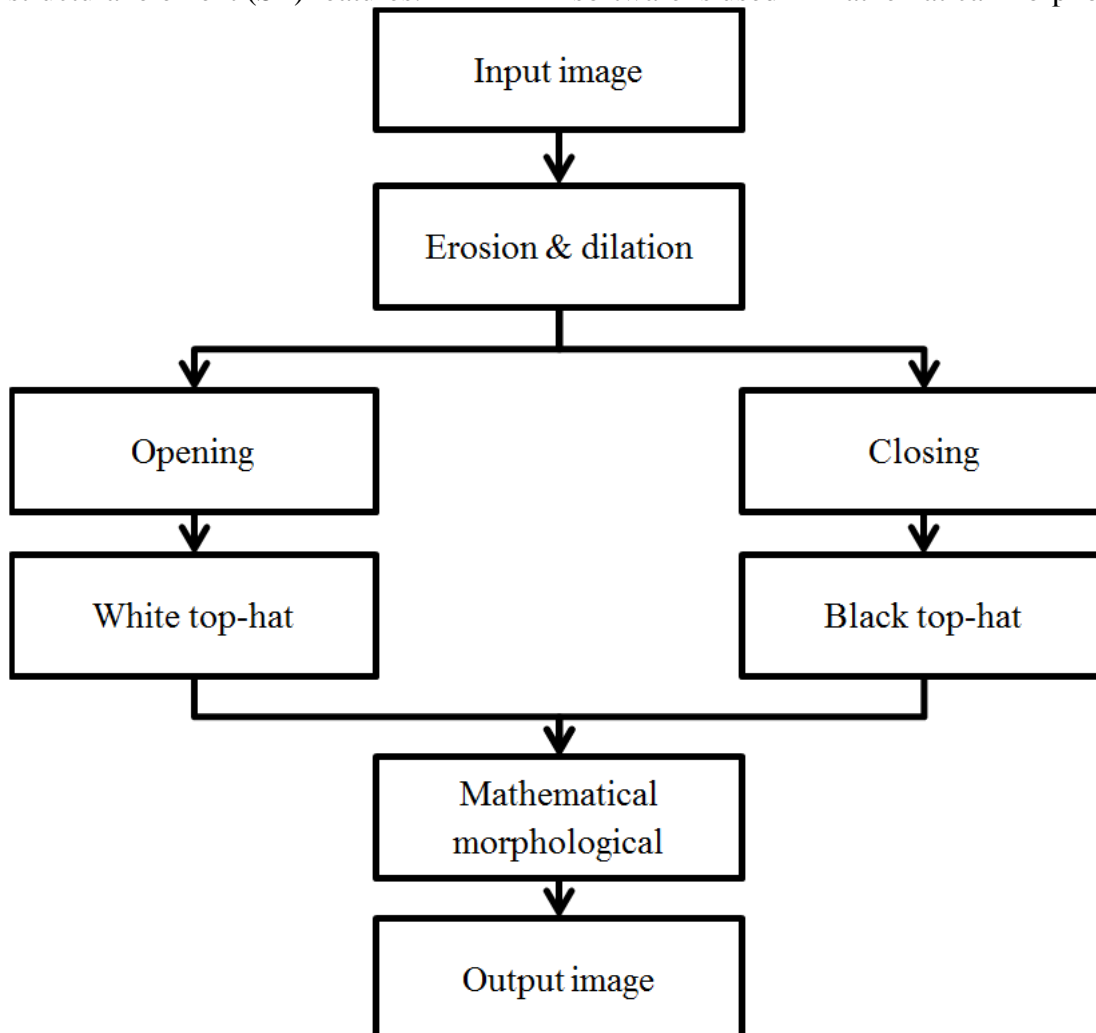 Input image
Erosion & dilation
Opening
Closing
White top-hat
Black top-hat
Mathematical
morphological
Output image